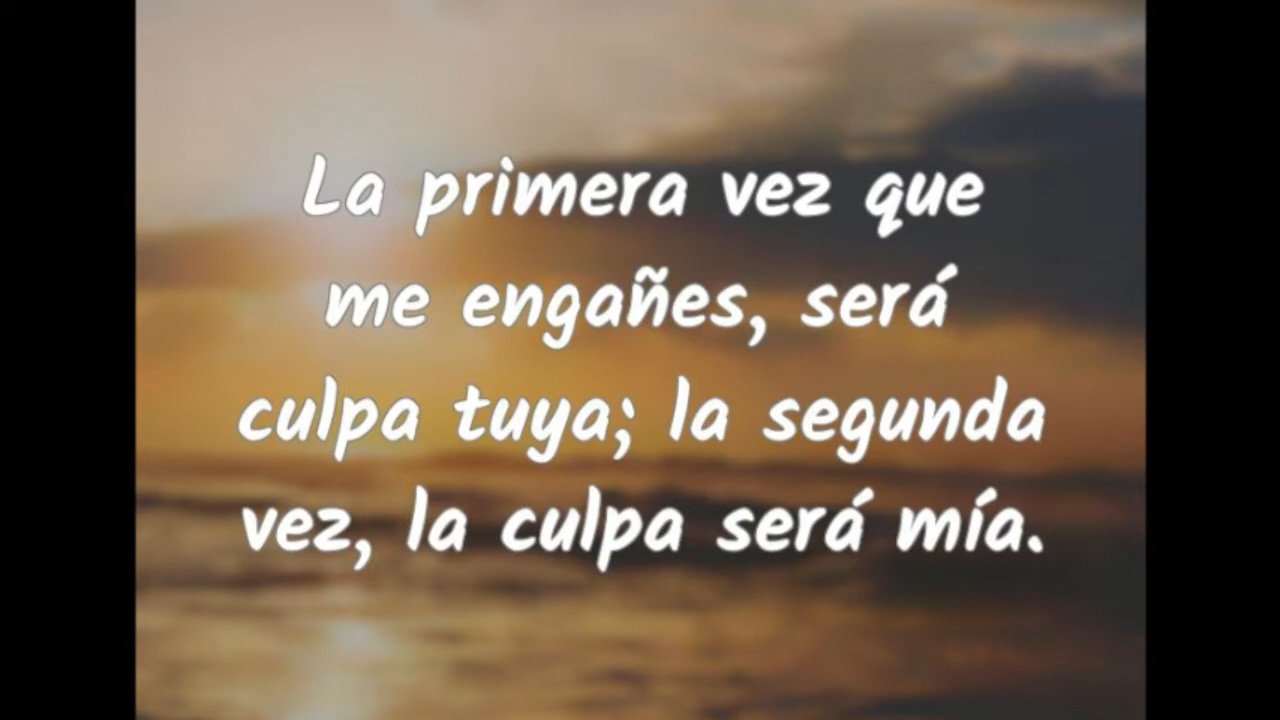 La primera vez que
me engañes, será
culpa tuya; la segunda
vez, la culpa será mía.